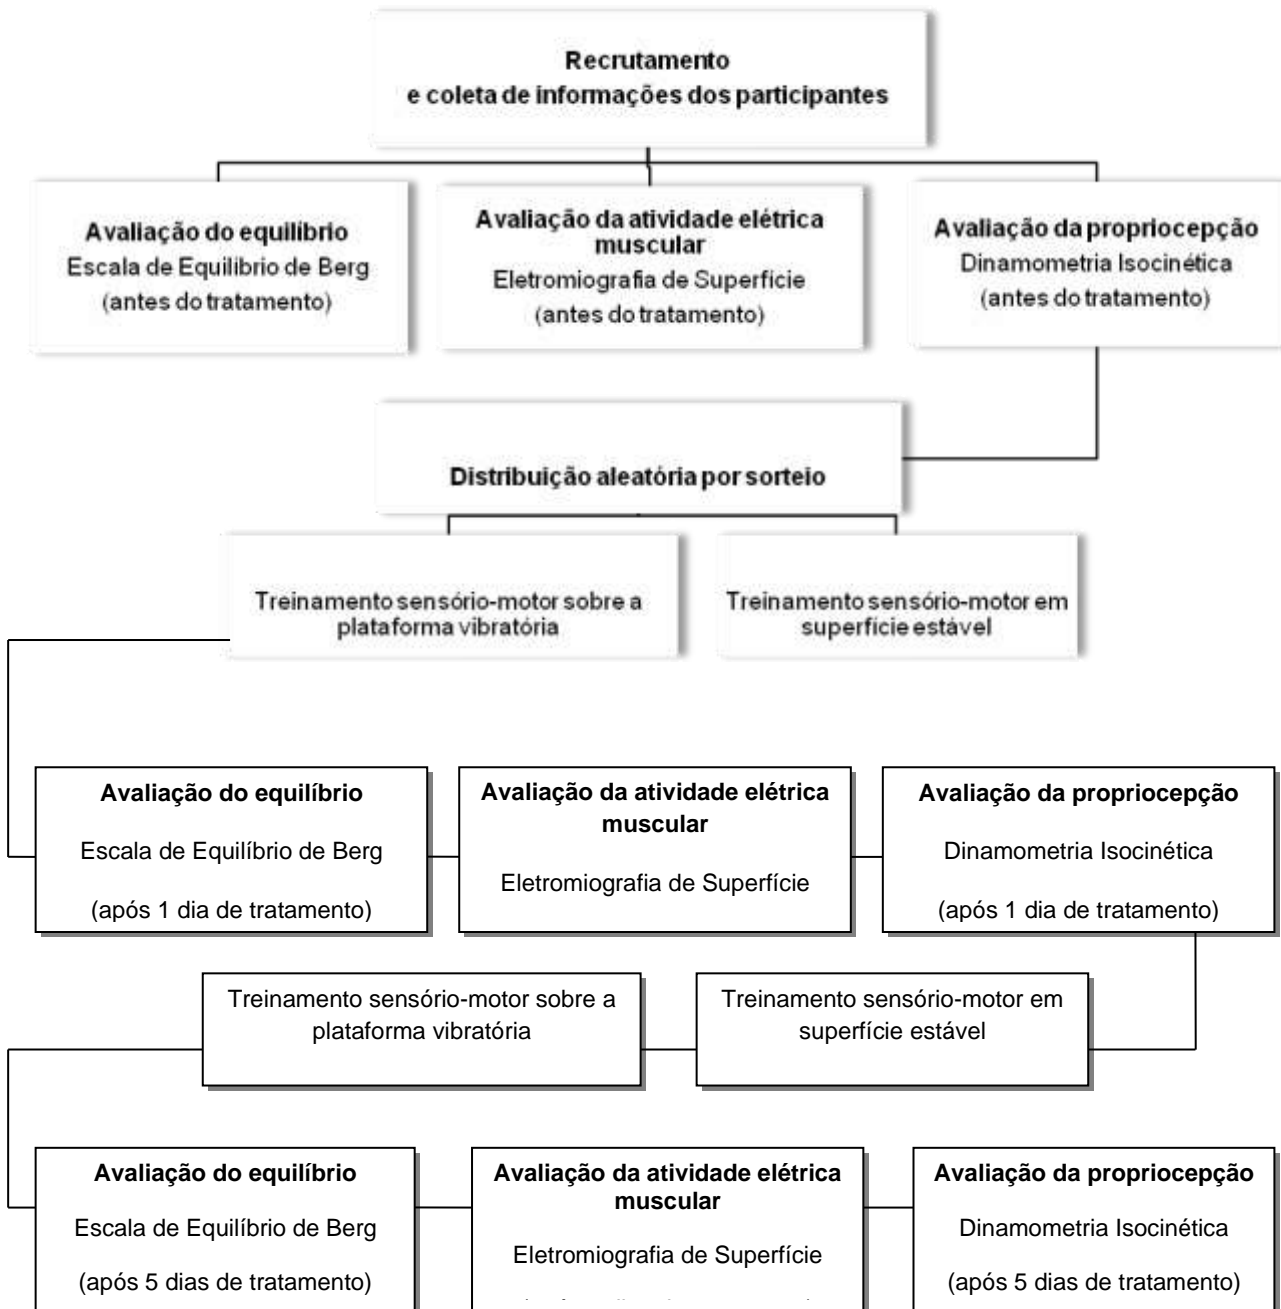 Recrutamento
e coleta de informações dos participantes
Avaliação do equilíbrio
Escala de Equilíbrio de Berg
(antes do tratamento)
Avaliação da atividade elétrica
muscular
Eletromiografia de Superfície
(antes do tratamento)
Avaliação da propriocepção
Dinamometria Isocinética
(antes do tratamento)
Distribuição aleatória por sorteio
Treinamento sensório-motor sobre a
plataforma vibratória
Treinamento sensório-motor em
superfície estável
Avaliação do equilíbrio
Escala de Equilíbrio de Berg
(após 1 dia de tratamento)
Avaliação da atividade elétrica
muscular
Eletromiografia de Superfície
Avaliação da propriocepção
Dinamometria Isocinética
(após 1 dia de tratamento)
Treinamento sensório-motor sobre a
plataforma vibratória
Treinamento sensório-motor em
superfície estável
Avaliação do equilíbrio
Escala de Equilíbrio de Berg
(após 5 dias de tratamento)
Avaliação da atividade elétrica
muscular
Eletromiografia de Superfície
Avaliação da propriocepção
Dinamometria Isocinética
(após 5 dias de tratamento)